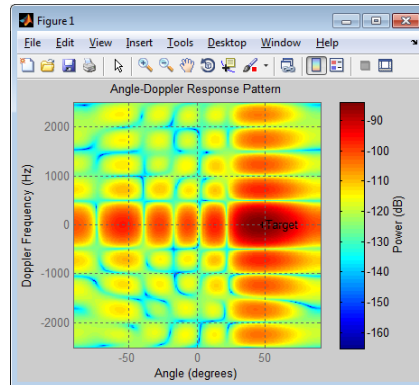 Figure 1
File Edit View Insert Tools Desktop Window Help
Angle-Doppler Response Pattern
2000
1000
0
-1000
-2000
Doppler Frequency (Hz)
Target
-50 0 50
Angle (degrees)
-90
-100
-110
-120
-130
-140
-150
-160
Power (dB)